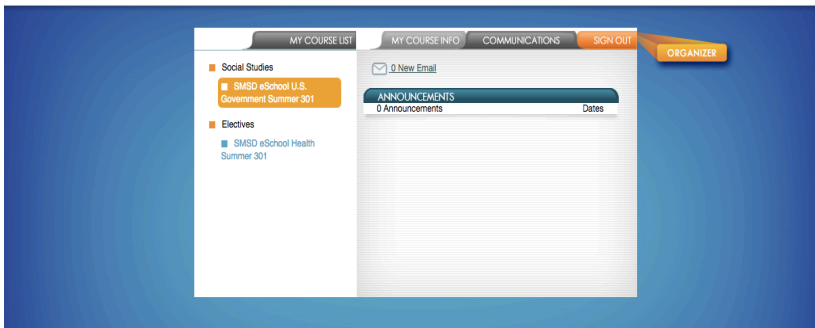 MY COURSE LIST
MY COURSE INFO
COMMUNICATIONS
SIGN OUT
ORGANIZER
Social Studies
SMSD eSchool U.S.
Government Summer 301
Electives
SMSD eSchool Health
Summer 301
0 New Email
ANNOUNCEMENTS
0 Announcements
Dates